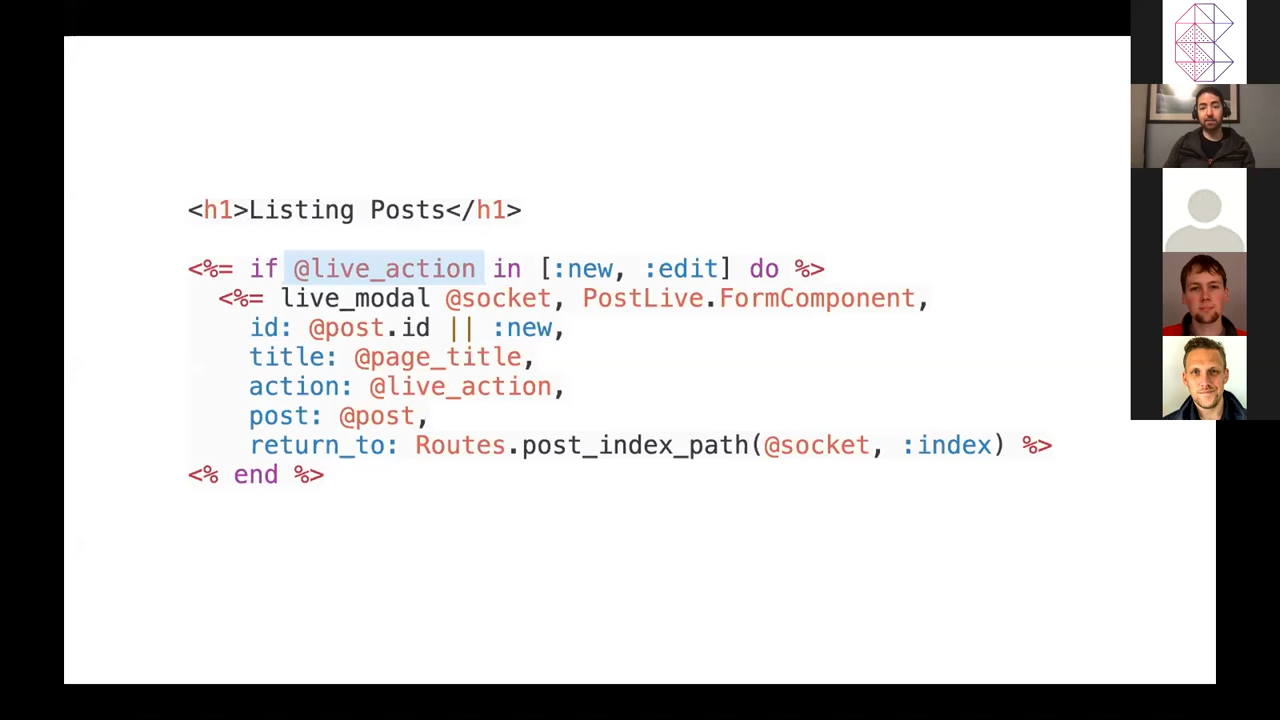 <h1>Listing Posts</h1>
<%= if @live_action in [:new, :edit] do %>
<%= live_modal @socket, PostLive.FormComponent,
id: @post.id || :new,
title: @page_title,
action: @live_action,
post: @post,
return_to: Routes.post_index_path(@socket, :index) %>
<% end %>